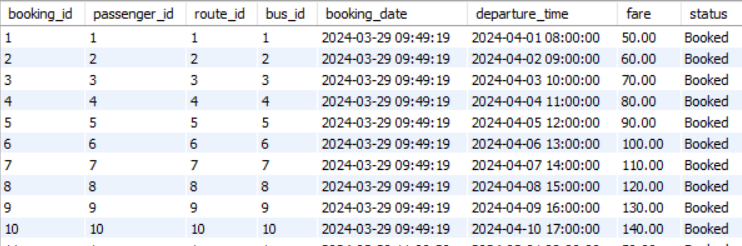 booking_id passenger_id route_id bus_id booking_date departure_time fare status
1 1 1 1 2024-03-29 09:49:19 2024-04-01 08:00:00 50.00 Booked
2 2 2 2 2024-03-29 09:49:19 2024-04-02 09:00:00 60.00 Booked
3 3 3 3 2024-03-29 09:49:19 2024-04-03 10:00:00 70.00 Booked
4 4 4 4 2024-03-29 09:49:19 2024-04-04 11:00:00 80.00 Booked
5 5 5 5 2024-03-29 09:49:19 2024-04-05 12:00:00 90.00 Booked
6 6 6 6 2024-03-29 09:49:19 2024-04-06 13:00:00 100.00 Booked
7 7 7 7 2024-03-29 09:49:19 2024-04-07 14:00:00 110.00 Booked
8 8 8 8 2024-03-29 09:49:19 2024-04-08 15:00:00 120.00 Booked
9 9 9 9 2024-03-29 09:49:19 2024-04-09 16:00:00 130.00 Booked
10 10 10 10 2024-03-29 09:49:19 2024-04-10 17:00:00 140.00 Booked